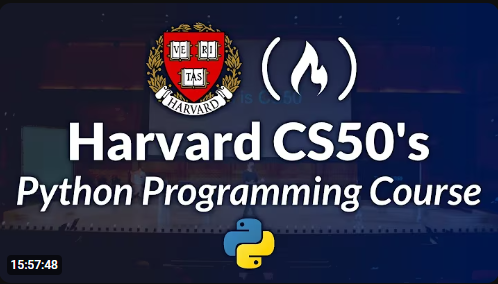 VE RI
TAS
HARVARD
Harvard CS50's
Python Programming Course
15:57:48